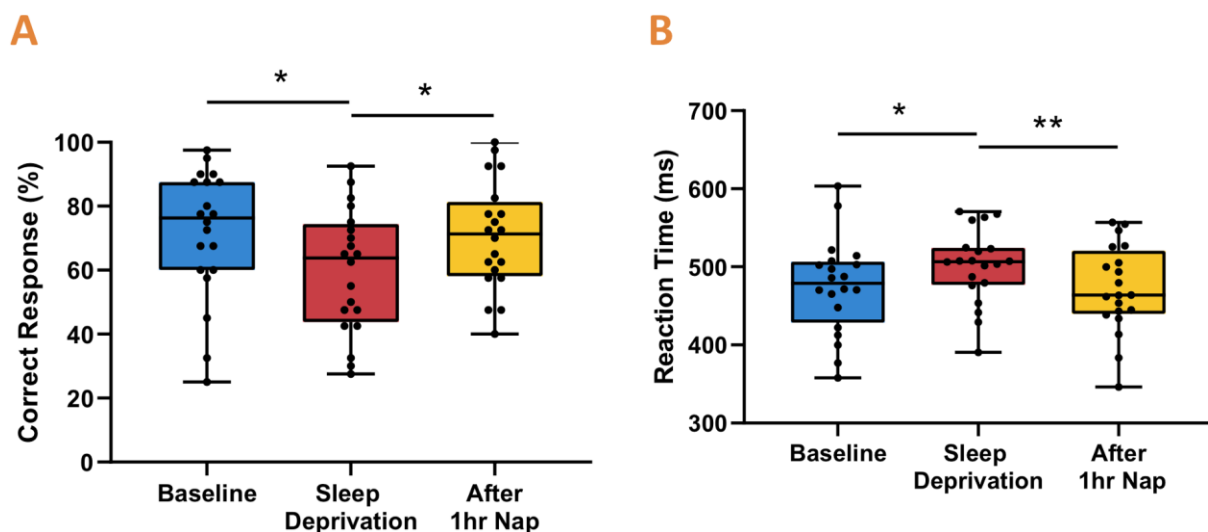 A
*
*
Correct Response (%)
100
80
60
40
20
0
Baseline
Sleep
Deprivation
After
1hr Nap
B
*
**
Reaction Time (ms)
700
600
500
400
300
Baseline
Sleep
Deprivation
After
1hr Nap